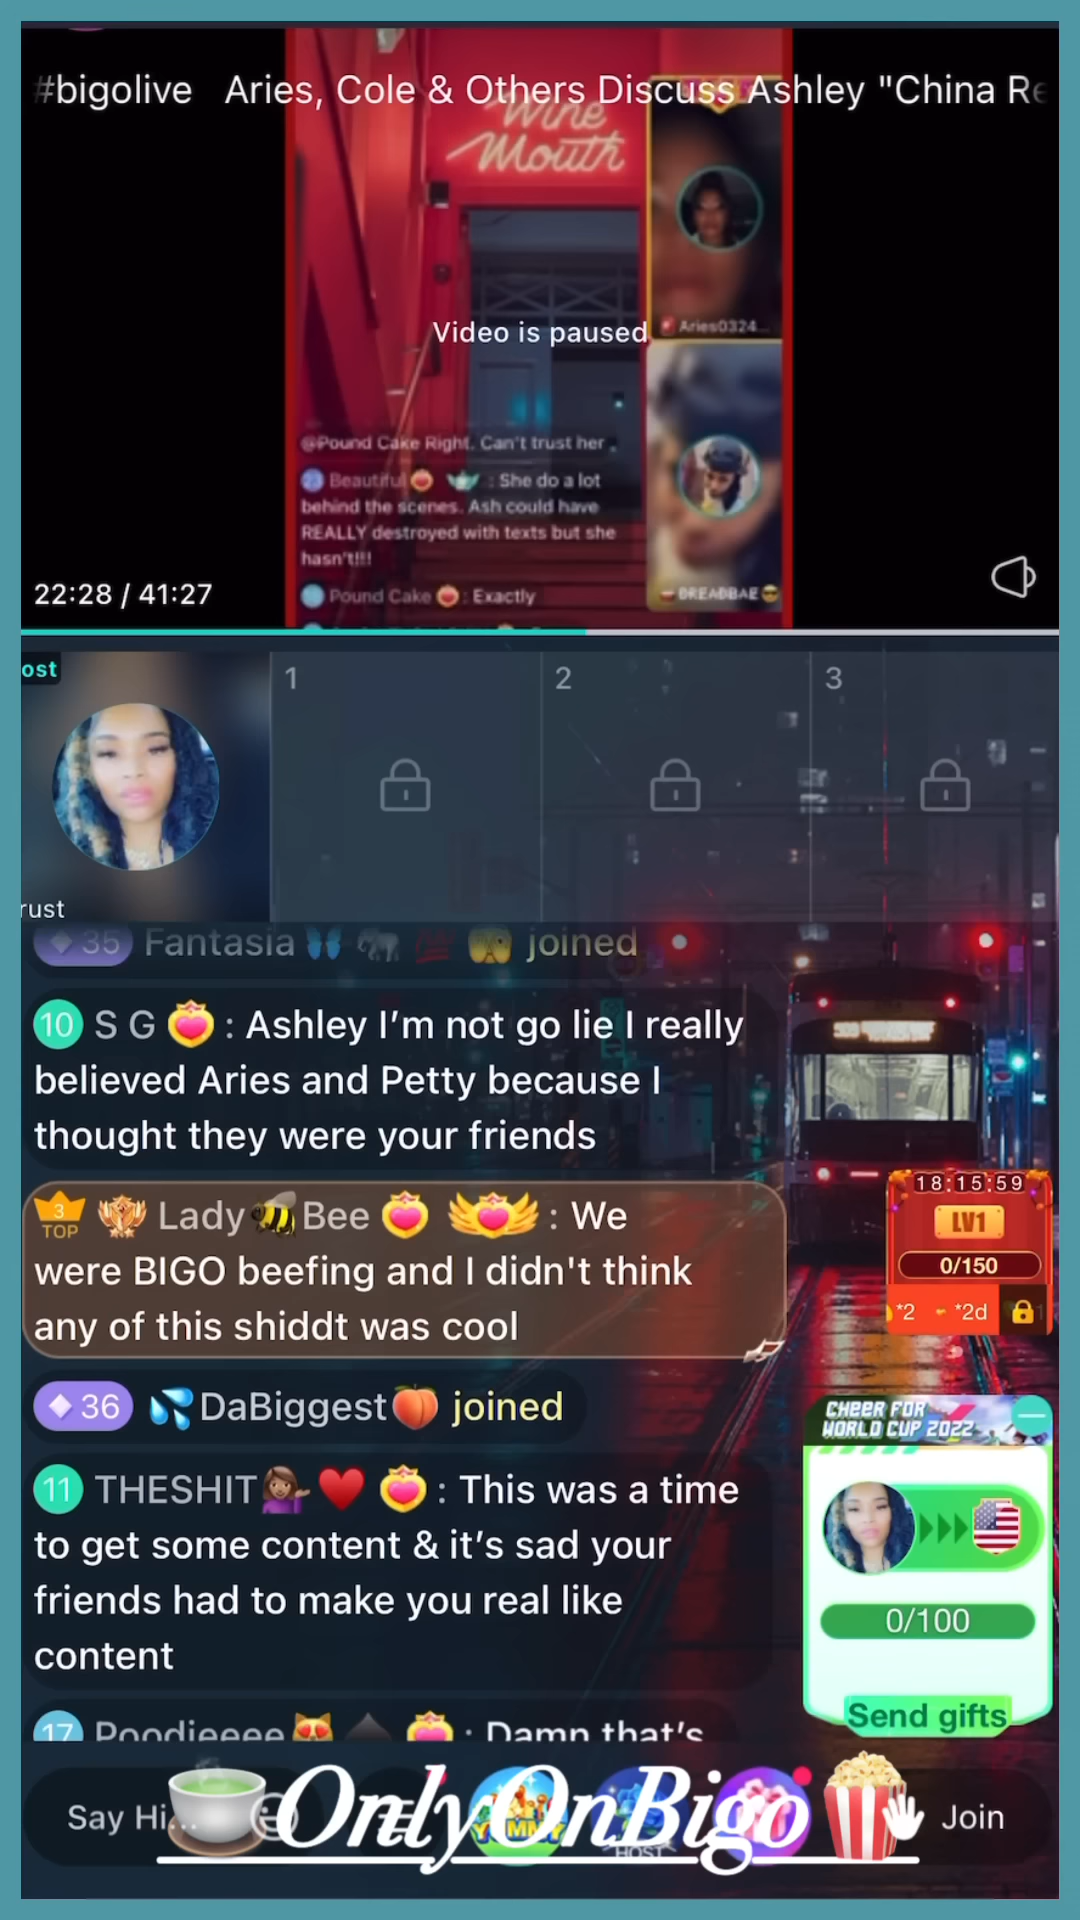 #bigolive Aries, Cole & Others Discuss Ashley "China Re
Wine
Mouth
Aries0324...
Video is paused
@Pound Cake Right. Can't trust her .
23 Beautiful : She do a lot
behind the scenes. Ash could have
REALLY destroyed with texts but she
hasn't!!!
Pound Cake : Exactly
DREADBAE
22:28 / 41:27
ost
1
2
3
rust
35 Fantasia 💯 joined
10 S G : Ashley I’m not go lie I really
believed Aries and Petty because I
thought they were your friends
3
TOP
Lady🐝Bee : We
were BIGO beefing and I didn't think
any of this shiddt was cool
18:15:59
LV1
0/150
*2 *2d 1
36 💦DaBiggest🍑 joined
CHEER FOR
WORLD CUP 2022
11 THESHIT💁🏽‍♀️♥️ : This was a time
to get some content & it’s sad your
friends had to make you real like
content
0/100
Send gifts
17 Poodieeee😻 : Damn that’s
Say Hi...
🍵OnlyOnBigo🍿
YUMMY
HOST
Join